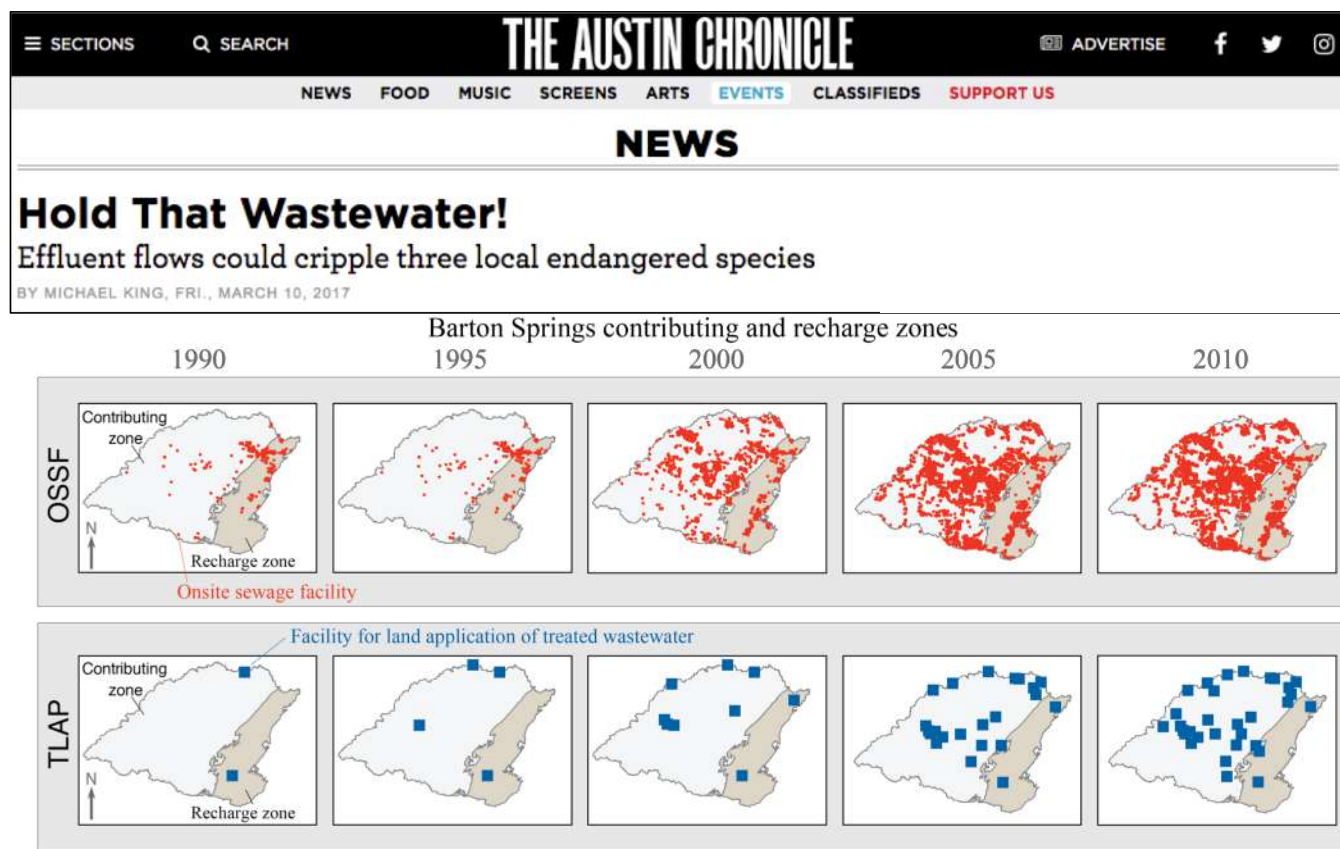 SECTIONS SEARCH THE AUSTIN CHRONICLE ADVERTISE
NEWS FOOD MUSIC SCREENS ARTS EVENTS CLASSIFIEDS SUPPORT US
NEWS
Hold That Wastewater!
Effluent flows could cripple three local endangered species
BY MICHAEL KING, FRI., MARCH 10, 2017
Barton Springs contributing and recharge zones
1990 1995 2000 2005 2010
OSSF
Contributing
zone
N
Recharge zone
Onsite sewage facility
TLAP
Facility for land application of treated wastewater
Contributing
zone
N
Recharge zone